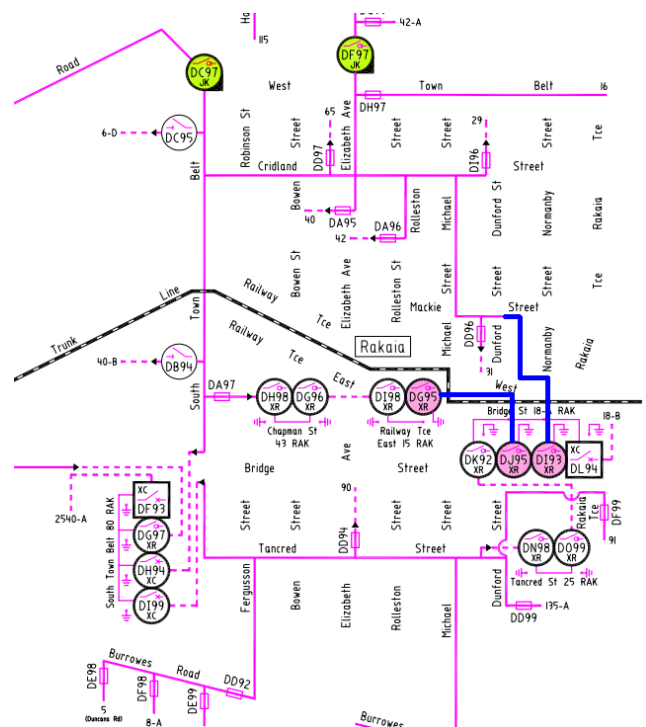 Ha
115
42-A
DC97
JK
DF97
JK
Road
West
Town
Belt
16
DH97
6-D
DC95
Belt
Robinson St
Bowen
Street
Elizabeth Ave
65
DD97
Street
Street
Michael
29
DI96
Dunford St
Street
Normanby
Tce
Rakaia
Cridland
Street
40
DA95
42
DA96
Rolleston
Bowen St
Elizabeth Ave
Rolleston St
Michael
Street
Street
Street
Tce
Mackie
Street
Trunk
Line
Railway
Tce
Town
Railway
Tce
Rakaia
Michael
DD96
Dunford
31
Normanby
Rakaia
West
40-B
DB94
South
DA97
East
DH98
XR
DG96
XR
DI98
XR
DG95
XR
Chapman St
43 RAK
Railway Tce
East 15 RAK
Bridge St 18-A RAK
18-B
DK92
XR
DJ95
XR
DI93
XR
XC
DL94
Bridge
Ave
Street
2540-A
XC
DF93
DG97
XR
DH94
XC
DI99
XC
South Town Belt 80 RAK
90
DD94
Street
Street
Street
Street
Street
Rakaia
Tce
DF99
91
Tancred
Street
DN98
XR
DO99
XR
Tancred St 25 RAK
Fergusson
Bowen
Elizabeth
Rolleston
Michael
Dunford
135-A
DD99
Burrowes
Road
DD92
DE98
DF98
DE99
5
(Duncans Rd)
8-A
Burrowes